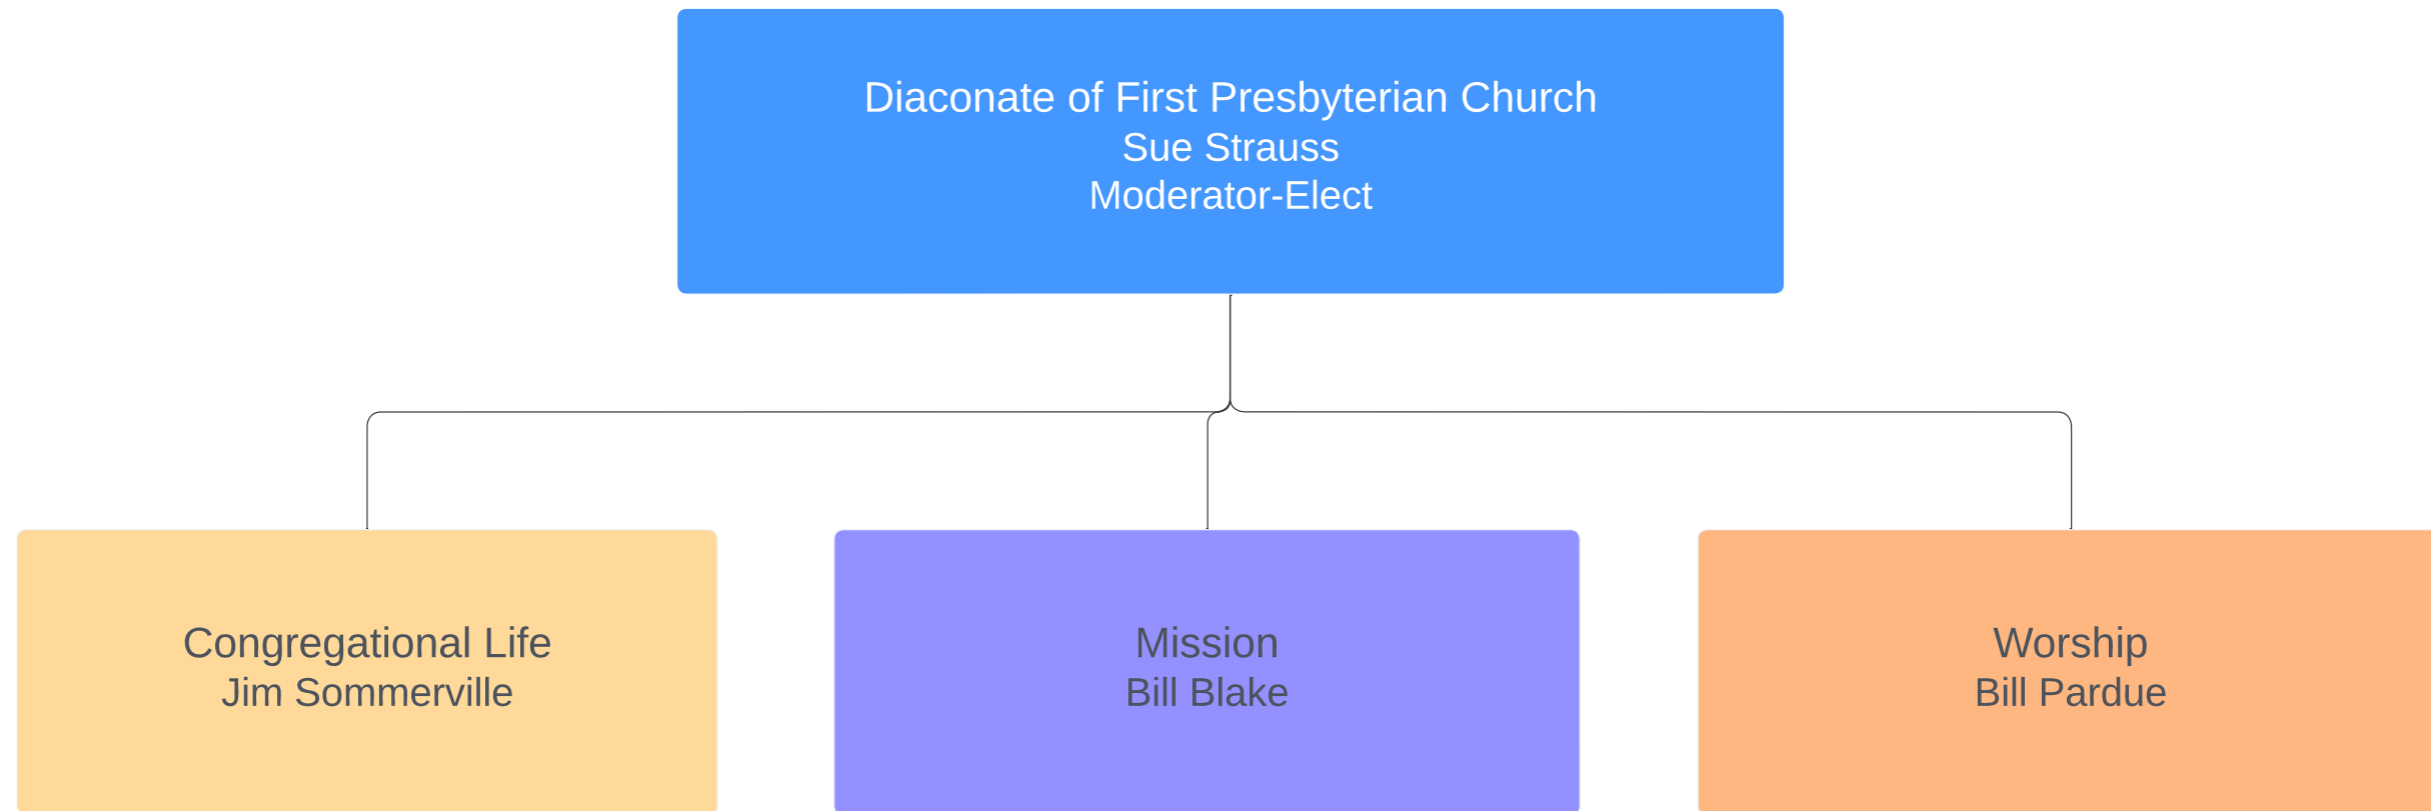 Diaconate of First Presbyterian Church
Sue Strauss
Moderator-Elect
Congregational Life
Jim Sommerville
Mission
Bill Blake
Worship
Bill Pardue